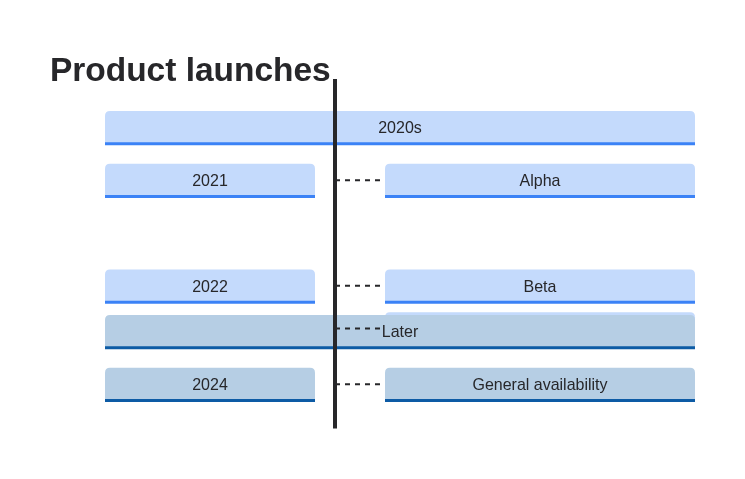 Product launches
2020s
2021
Alpha
2022
Beta
Later
2024
General availability